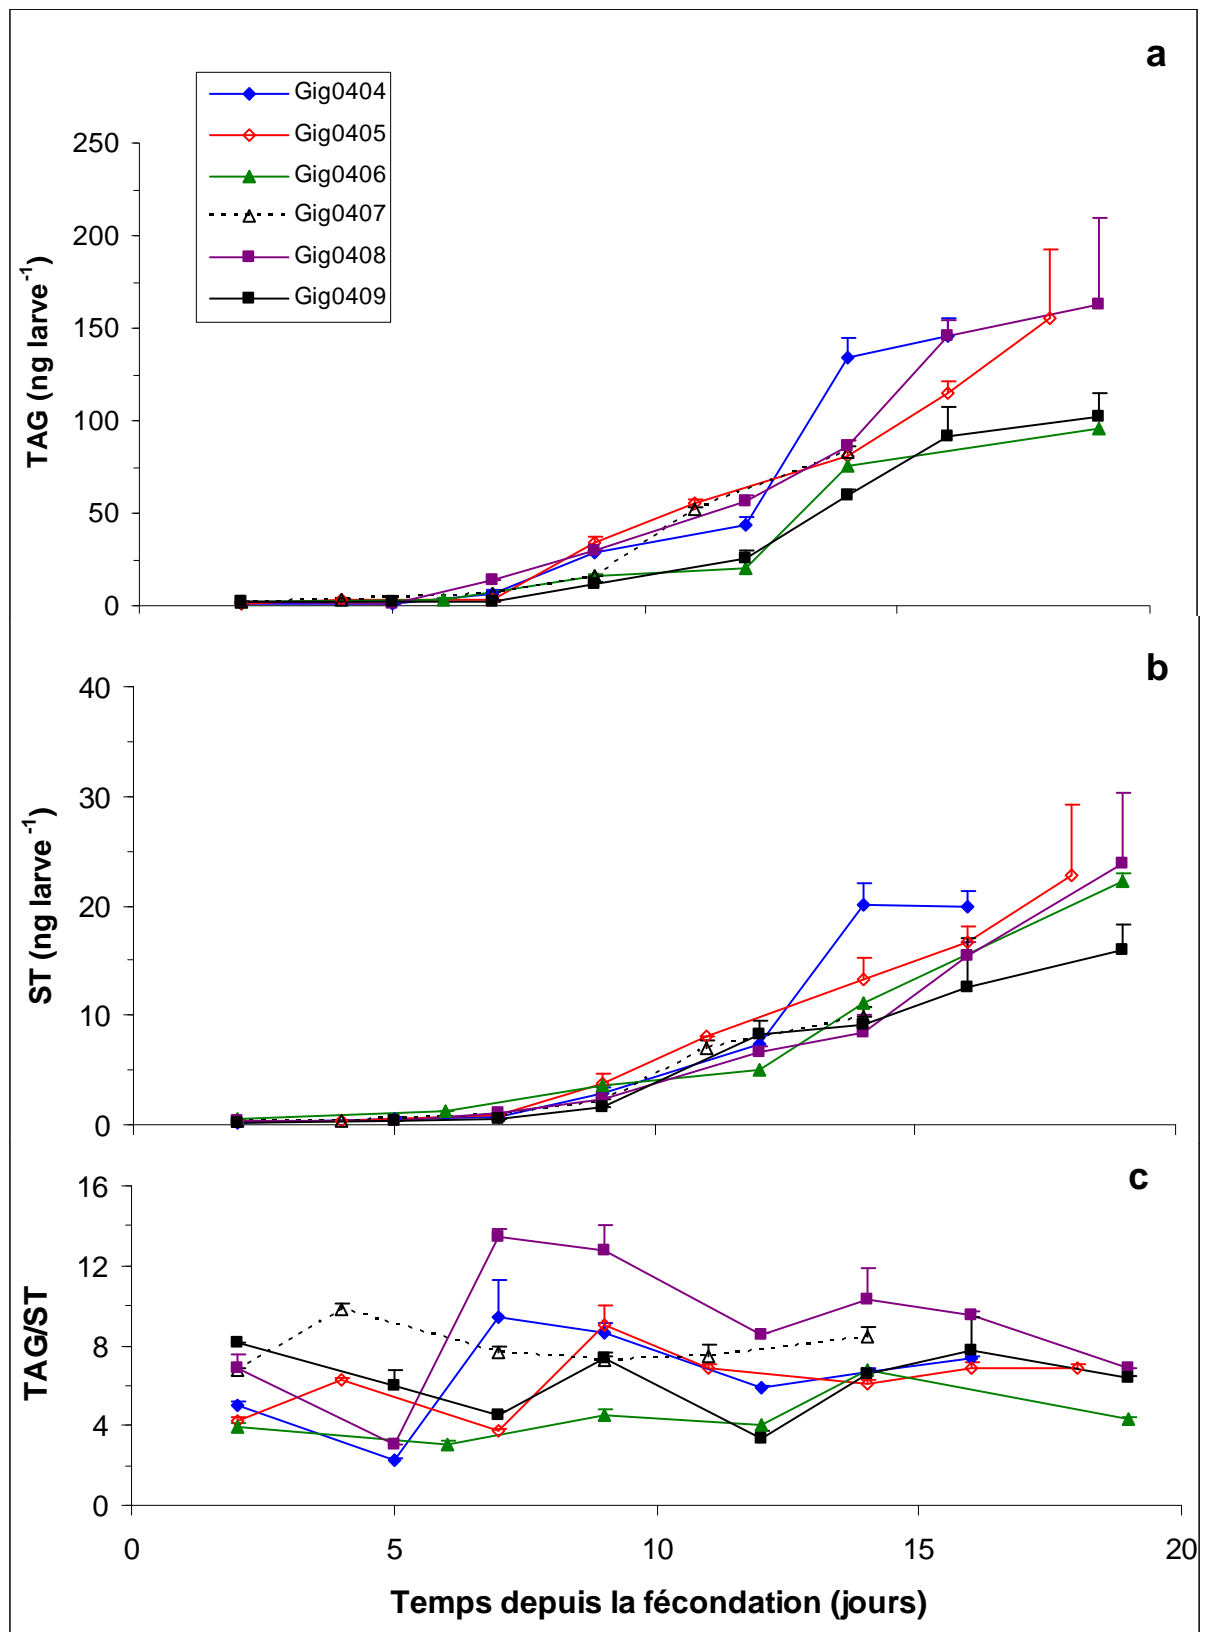 a
Gig0404
Gig0405
Gig0406
Gig0407
Gig0408
Gig0409
250
200
150
100
50
0
TAG (ng larve⁻¹)
b
40
30
20
10
0
ST (ng larve⁻¹)
c
16
12
8
4
0
TAG/ST
0 5 10 15 20
Temps depuis la fécondation (jours)